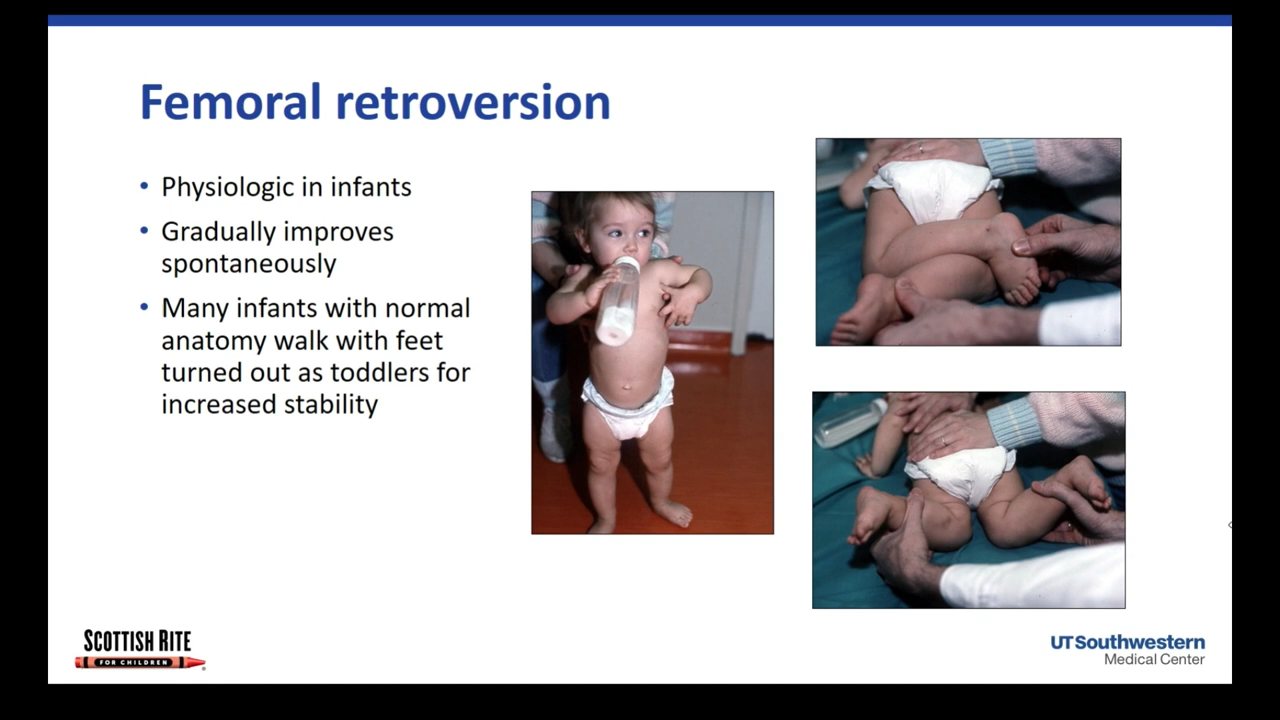 Femoral retroversion
• Physiologic in infants
• Gradually improves
spontaneously
• Many infants with normal
anatomy walk with feet
turned out as toddlers for
increased stability
SCOTTISH RITE
FOR CHILDREN
UTSouthwestern
Medical Center